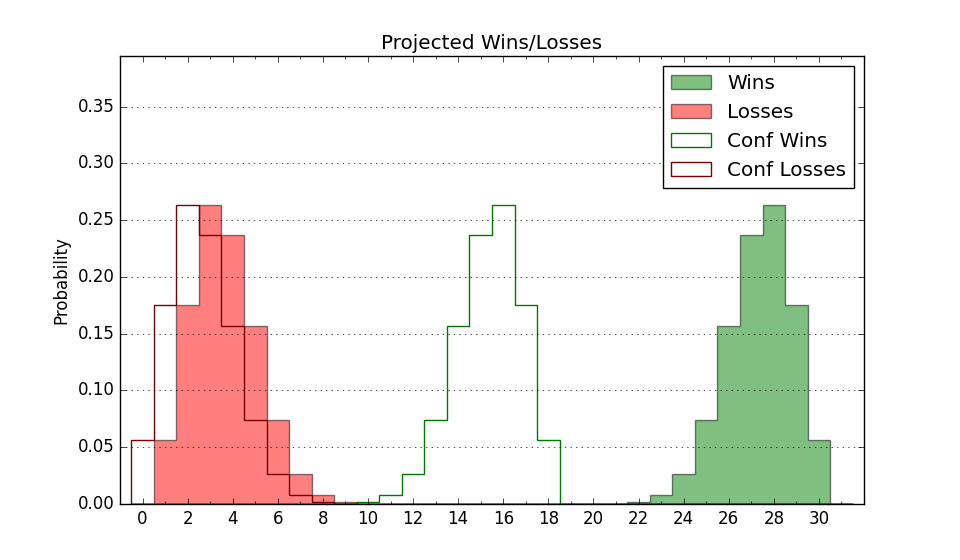 Projected Wins/Losses
Wins
Losses
Conf Wins
Conf Losses
Probability
0.35
0.30
0.25
0.20
0.15
0.10
0.05
0.00
0 2 4 6 8 10 12 14 16 18 20 22 24 26 28 30